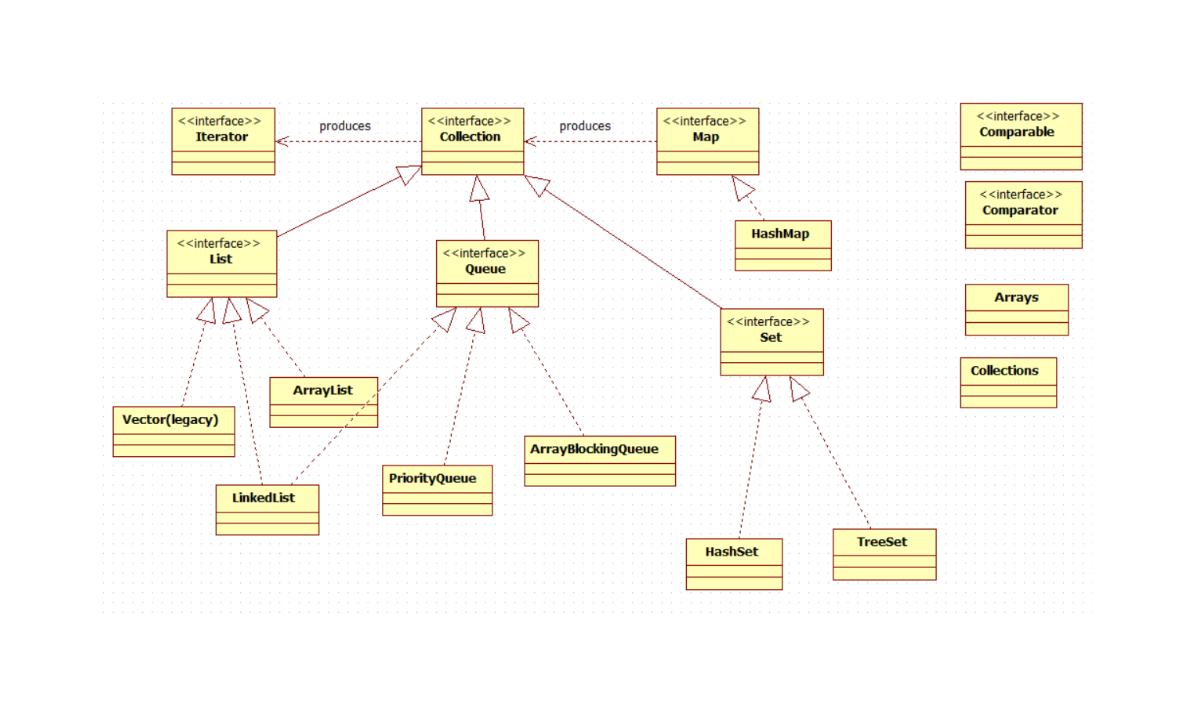 <<interface>>
Iterator
produces
<<interface>>
Collection
produces
<<interface>>
Map
<<interface>>
Comparable
<<interface>>
Comparator
<<interface>>
List
<<interface>>
Queue
HashMap
Arrays
<<interface>>
Set
Collections
ArrayList
Vector(legacy)
ArrayBlockingQueue
PriorityQueue
LinkedList
HashSet
TreeSet